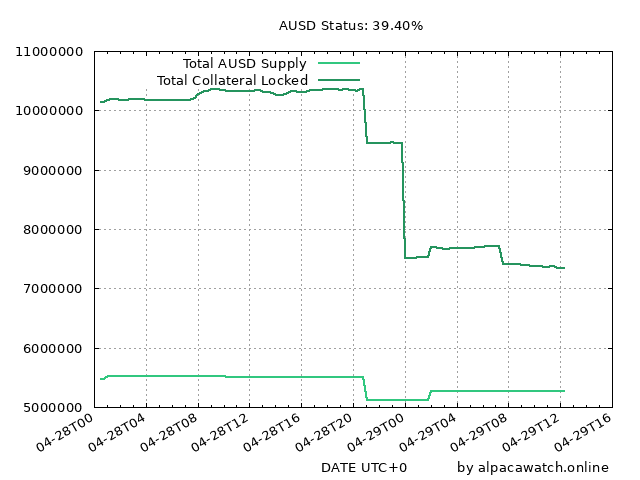 AUSD Status: 39.40%
11000000
Total AUSD Supply
Total Collateral Locked
10000000
9000000
8000000
7000000
6000000
5000000
04-28T00 04-28T04 04-28T08 04-28T12 04-28T16 04-28T20 04-29T00 04-29T04 04-29T08 04-29T12 04-29T16
DATE UTC+0 by alpacawatch.online